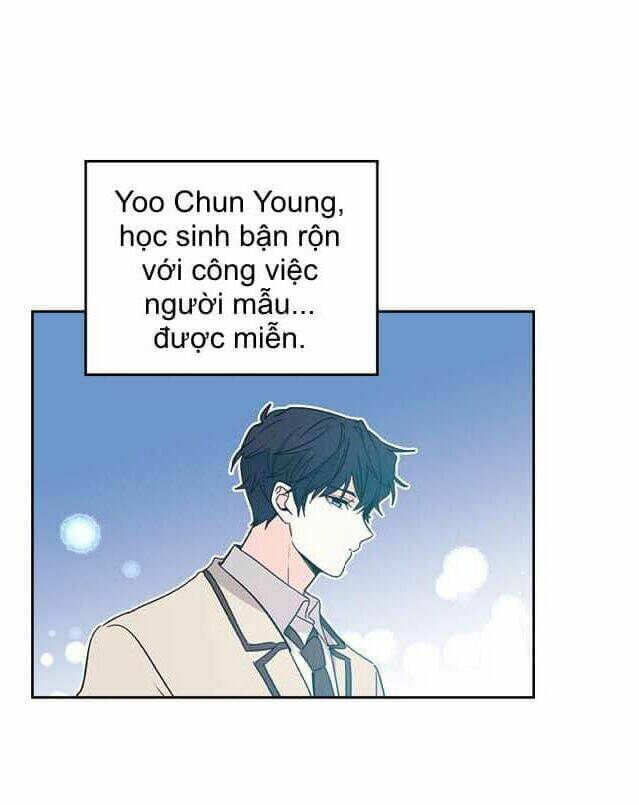 Yoo Chun Young,
học sinh bận rộn
với công việc
người mẫu...
được miễn.